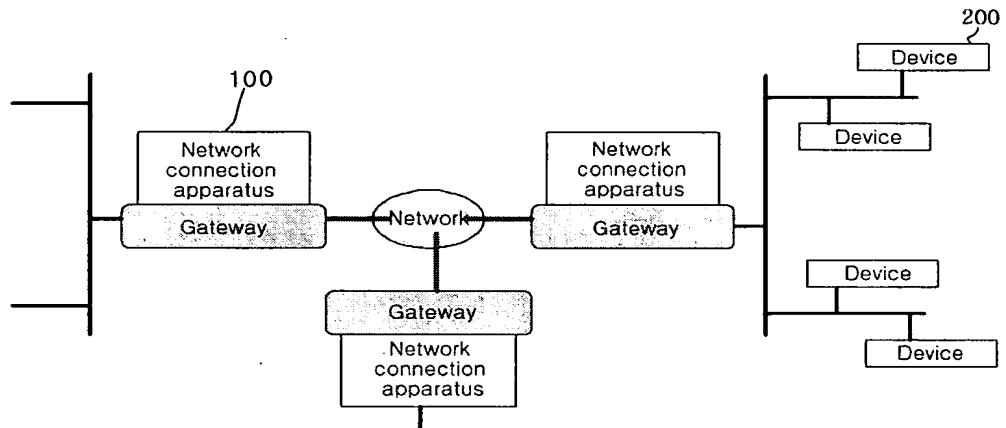 200
Device
100
Device
Network
connection
apparatus
Network
connection
apparatus
Gateway
Network
Gateway
Device
Gateway
Network
connection
apparatus
Device